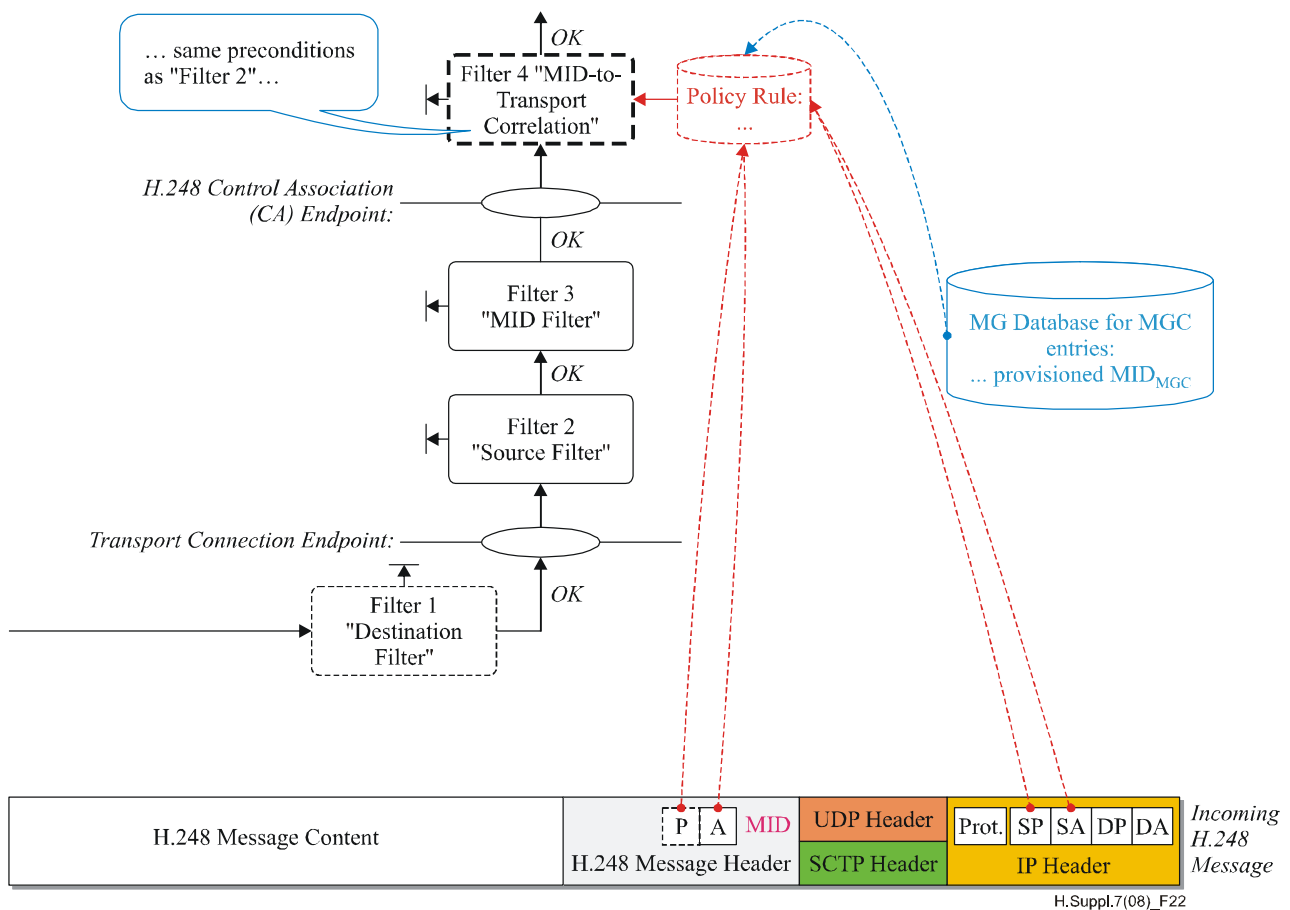 … same preconditions
as "Filter 2"…
OK
Filter 4 "MID-to-
Transport
Correlation"
Policy Rule:
...
H.248 Control Association
(CA) Endpoint:
OK
Filter 3
"MID Filter"
MG Database for MGC
entries:
... provisioned MIDMGC
OK
Filter 2
"Source Filter"
Transport Connection Endpoint:
OK
Filter 1
"Destination
Filter"
H.248 Message Content
P A MID
H.248 Message Header
UDP Header
SCTP Header
Prot. SP SA DP DA
IP Header
Incoming
H.248
Message
H.Suppl.7(08)_F22